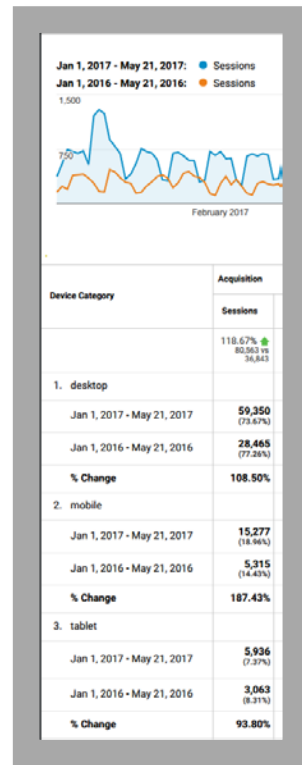 Jan 1, 2017 - May 21, 2017: Sessions
Jan 1, 2016 - May 21, 2016: Sessions
1,500
750
February 2017
Acquisition
Device Category
Sessions
118.67%
80,563 vs
36,843
1. desktop
Jan 1, 2017 - May 21, 2017 59,350
(73.67%)
Jan 1, 2016 - May 21, 2016 28,465
(77.26%)
% Change 108.50%
2. mobile
Jan 1, 2017 - May 21, 2017 15,277
(18.96%)
Jan 1, 2016 - May 21, 2016 5,315
(14.43%)
% Change 187.43%
3. tablet
Jan 1, 2017 - May 21, 2017 5,936
(7.37%)
Jan 1, 2016 - May 21, 2016 3,063
(8.31%)
% Change 93.80%